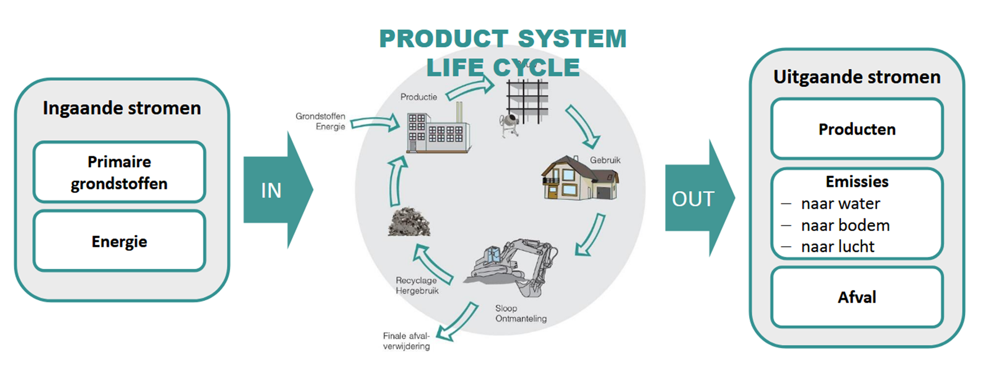 PRODUCT SYSTEM
LIFE CYCLE
Ingaande stromen
Primaire
grondstoffen
Energie
IN
Grondstoffen
Energie
Productie
Gebruik
Sloop
Ontmanteling
Recyclage
Hergebruik
Finale afval-
verwijdering
OUT
Uitgaande stromen
Producten
Emissies
– naar water
– naar bodem
– naar lucht
Afval